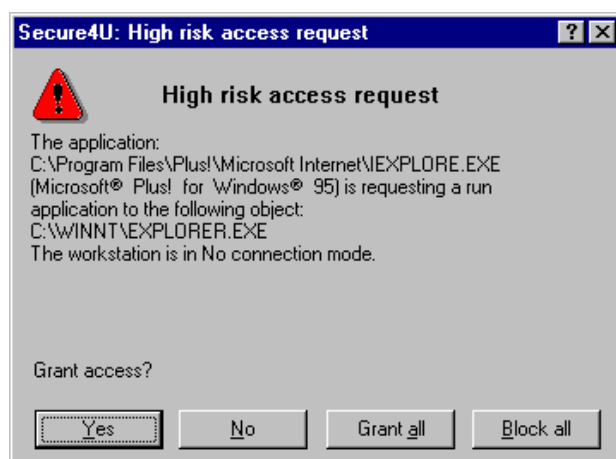 Secure4U: High risk access request
High risk access request
The application:
C:\Program Files\Plus!\Microsoft Internet\IEXPLORE.EXE
(Microsoft® Plus! for Windows® 95) is requesting a run
application to the following object:
C:\WINNT\EXPLORER.EXE
The workstation is in No connection mode.
Grant access?
Yes No Grant all Block all